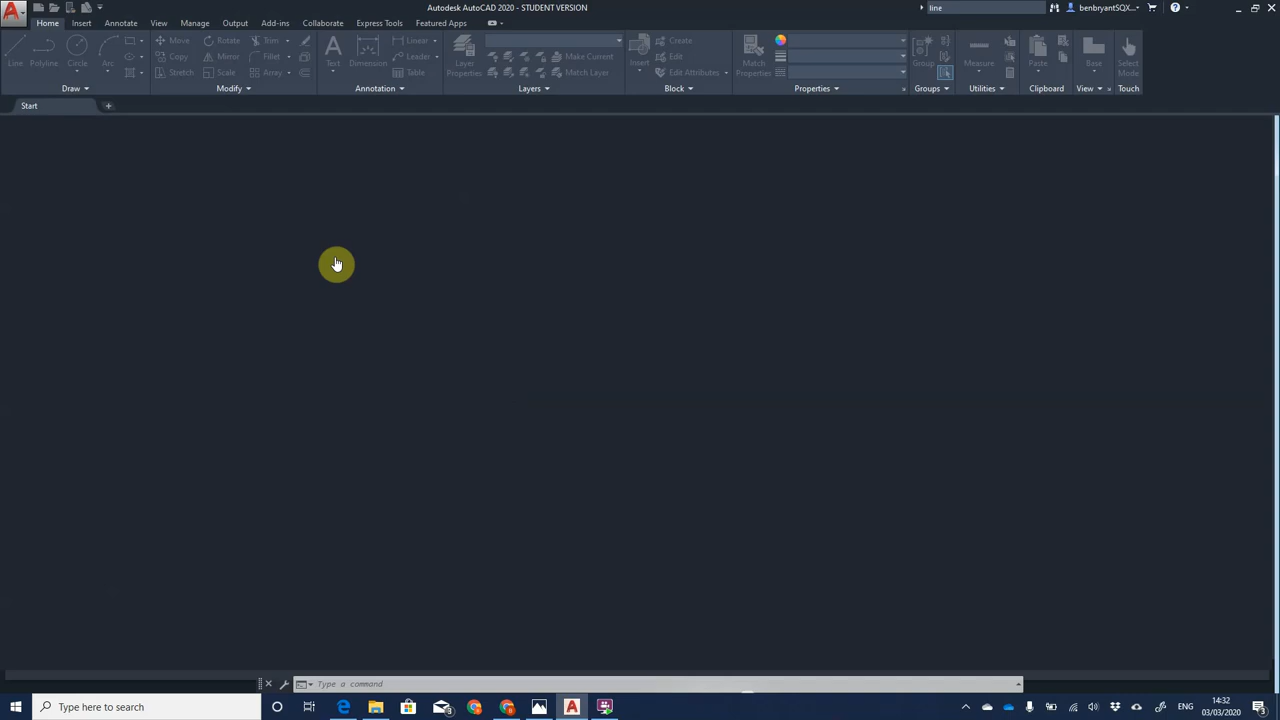 Autodesk AutoCAD 2020 - STUDENT VERSION
line
benbryantSQX...
Home Insert Annotate View Manage Output Add-ins Collaborate Express Tools Featured Apps
Line Polyline Circle Arc
Move Rotate Trim
Copy Mirror Fillet
Stretch Scale Array
Text Dimension
Linear
Leader
Table
Layer Properties
Make Current
Match Layer
Insert
Create
Edit
Edit Attributes
Match Properties
Group
Measure
Paste
Base
Select Mode
Draw Modify Annotation Layers Block Properties Groups Utilities Clipboard View Touch
Start
Type a command
Type here to search
ENG
14:32
03/03/2020